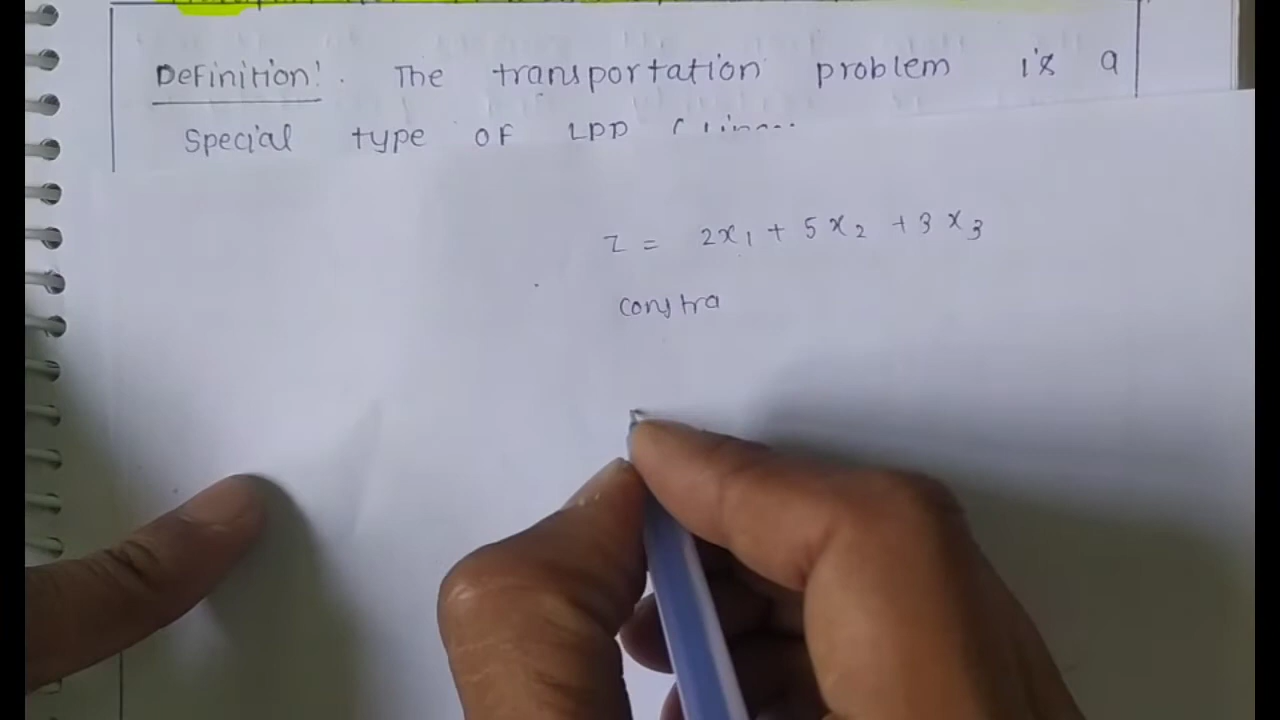 Definition:. The transportation problem is a
Special type of LPP
Z = 2x₁ + 5x₂ + 3x₃
constra